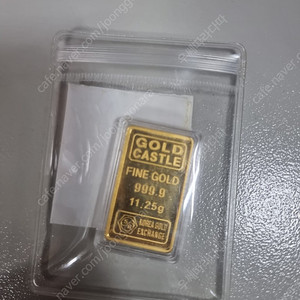 GOLD
CASTLE
FINE GOLD
999.9
11.25g
KOREA GOLD
EXCHANGE